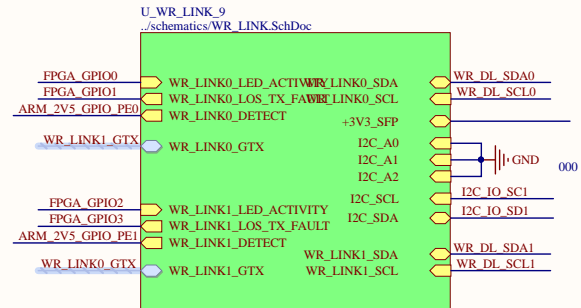 U_WR_LINK_9
../schematics/WR_LINK.SchDoc
FPGA_GPIO0 WR_LINK0_LED_ACTIVITY WR_LINK0_SDA WR_DL_SDA0
FPGA_GPIO1 WR_LINK0_LOS_TX_FAULT WR_LINK0_SCL WR_DL_SCL0
ARM_2V5_GPIO_PE0 WR_LINK0_DETECT +3V3_SFP
WR_LINK1_GTX WR_LINK0_GTX I2C_A0
I2C_A1 GND 000
I2C_A2
I2C_SCL I2C_IO_SC1
FPGA_GPIO2 WR_LINK1_LED_ACTIVITY I2C_SDA I2C_IO_SD1
FPGA_GPIO3 WR_LINK1_LOS_TX_FAULT
ARM_2V5_GPIO_PE1 WR_LINK1_DETECT WR_LINK1_SDA WR_DL_SDA1
WR_LINK0_GTX WR_LINK1_GTX WR_LINK1_SCL WR_DL_SCL1